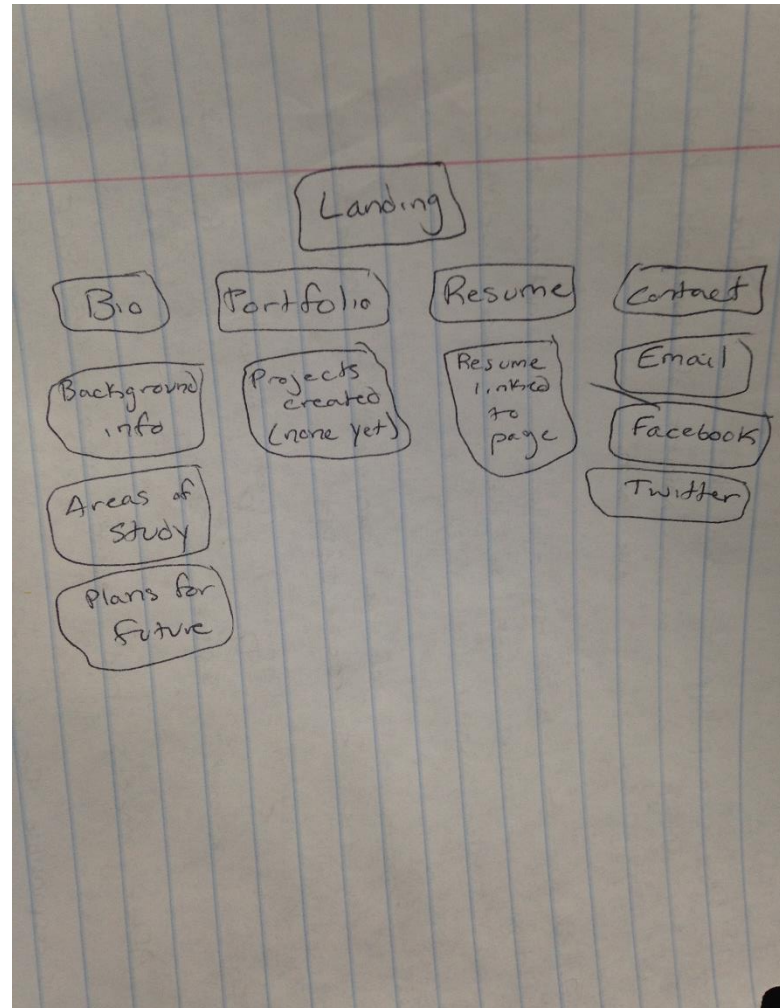 Landing
Bio
Portfolio
Resume
Contact
Background
info
Areas of
Study
Plans for
future
Projects
created
(none yet)
Resume
linked
to
page
Email
Facebook
Twitter